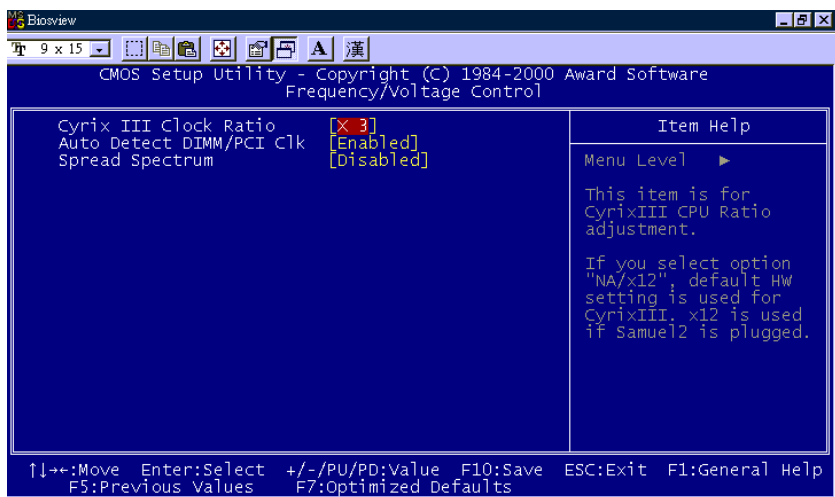 Biosview
Tr 9 x 15 A 漢
CMOS Setup Utility - Copyright (C) 1984-2000 Award Software
Frequency/Voltage Control
Cyrix III Clock Ratio [X 3]
Auto Detect DIMM/PCI Clk [Enabled]
Spread Spectrum [Disabled]
Item Help
Menu Level ►
This item is for
CyrixIII CPU Ratio
adjustment.
If you select option
"NA/x12", default HW
setting is used for
CyrixIII. x12 is used
if Samuel2 is plugged.
↑↓→←:Move Enter:Select +/-/PU/PD:Value F10:Save ESC:Exit F1:General Help
F5:Previous Values F7:Optimized Defaults